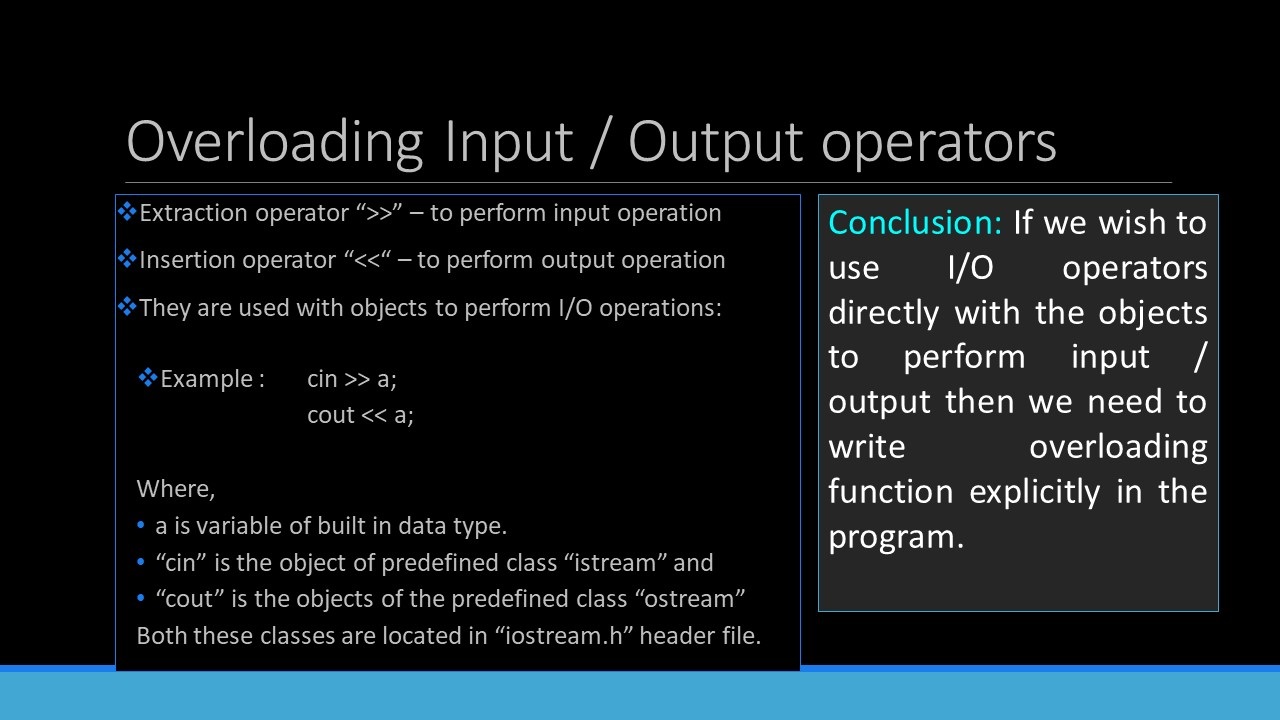 Overloading Input / Output operators
❖Extraction operator “>>” – to perform input operation
❖Insertion operator “<<“ – to perform output operation
❖They are used with objects to perform I/O operations:
❖Example : cin >> a;
cout << a;
Where,
• a is variable of built in data type.
• “cin” is the object of predefined class “istream” and
• “cout” is the objects of the predefined class “ostream”
Both these classes are located in “iostream.h” header file.
Conclusion: If we wish to
use I/O operators
directly with the objects
to perform input /
output then we need to
write overloading
function explicitly in the
program.